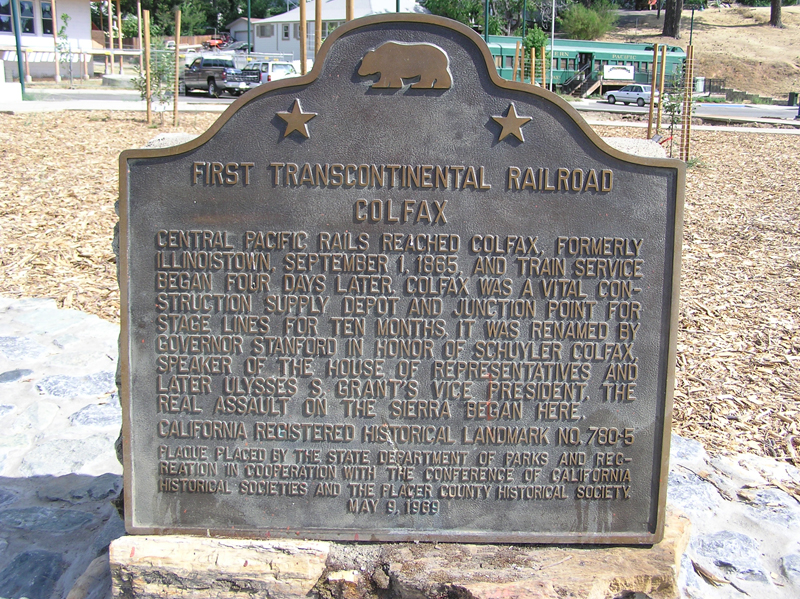 FIRST TRANSCONTINENTAL RAILROAD
COLFAX
CENTRAL PACIFIC RAILS REACHED COLFAX, FORMERLY
ILLINOISTOWN, SEPTEMBER 1, 1865, AND TRAIN SERVICE
BEGAN FOUR DAYS LATER. COLFAX WAS A VITAL CON-
STRUCTION SUPPLY DEPOT AND JUNCTION POINT FOR
STAGE LINES FOR TEN MONTHS. IT WAS RENAMED BY
GOVERNOR STANFORD IN HONOR OF SCHUYLER COLFAX,
SPEAKER OF THE HOUSE OF REPRESENTATIVES AND
LATER ULYSSES S. GRANT'S VICE PRESIDENT. THE
REAL ASSAULT ON THE SIERRA BEGAN HERE.
CALIFORNIA REGISTERED HISTORICAL LANDMARK NO. 780-5
PLAQUE PLACED BY THE STATE DEPARTMENT OF PARKS AND REC-
REATION IN COOPERATION WITH THE CONFERENCE OF CALIFORNIA
HISTORICAL SOCIETIES AND THE PLACER COUNTY HISTORICAL SOCIETY.
MAY 9, 1969